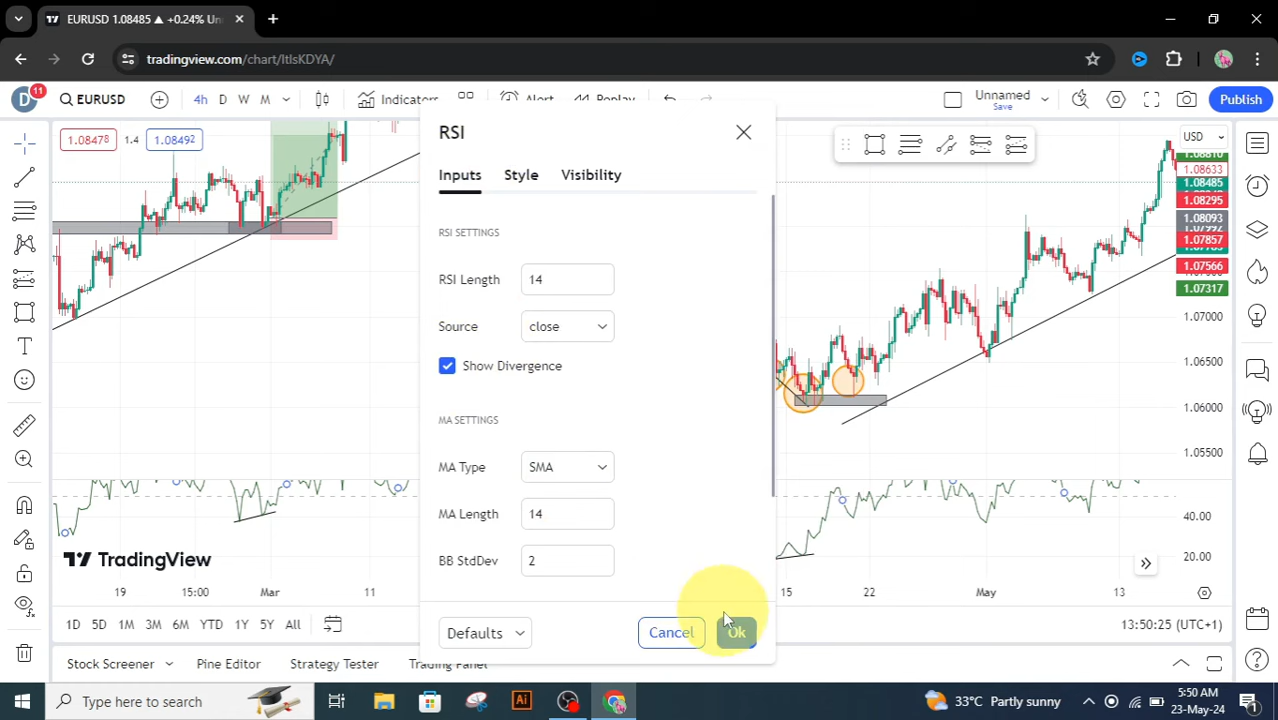 EURUSD 1.08485 ▲ +0.24% Un
tradingview.com/chart/ltlsKDYA/
D 11 EURUSD 4h D W M Indicators Alert Replay Unnamed Save Publish
1.08478 1.4 1.08492
USD
1.08810
1.08633
1.08485
1.08295
1.08093
1.07992
1.07857
1.07566
1.07317
1.07000
1.06500
1.06000
1.05500
40.00
20.00
RSI
Inputs Style Visibility
RSI SETTINGS
RSI Length 14
Source close
Show Divergence
MA SETTINGS
MA Type SMA
MA Length 14
BB StdDev 2
Defaults Cancel Ok
TradingView
19 15:00 Mar 11 15 22 May 13
1D 5D 1M 3M 6M YTD 1Y 5Y All 13:50:25 (UTC+1)
Stock Screener Pine Editor Strategy Tester Trading Panel
Type here to search Ai 33°C Partly sunny 5:50 AM
23-May-24 1